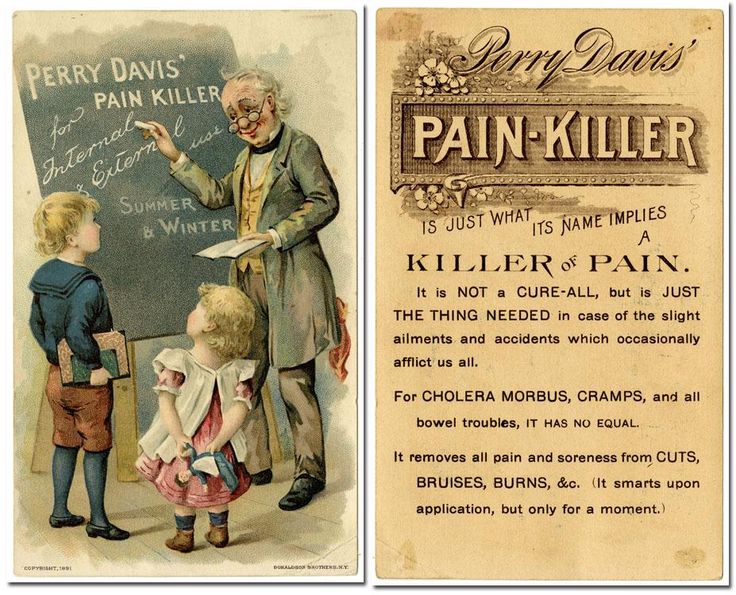 PERRY DAVIS'
PAIN KILLER
for
Internal
& External use
SUMMER
& WINTER
COPYRIGHT, 1891
DONALDSON BROTHERS, N.Y.
Perry Davis'
PAIN-KILLER
IS JUST WHAT ITS NAME IMPLIES
A
KILLER OF PAIN.
It is NOT a CURE-ALL, but is JUST
THE THING NEEDED in case of the slight
ailments and accidents which occasionally
afflict us all.
For CHOLERA MORBUS, CRAMPS, and all
bowel troubles, IT HAS NO EQUAL.
It removes all pain and soreness from CUTS,
BRUISES, BURNS, &c. (It smarts upon
application, but only for a moment.)